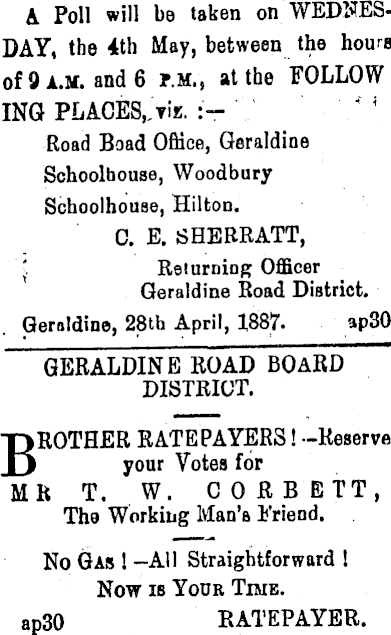 A Poll will be taken on WEDNES-
DAY, the 4th May, between the hours
of 9 A.M. and 6 P.M., at the FOLLOW
ING PLACES, viz. :—
Road Board Office, Geraldine
Schoolhouse, Woodbury
Schoolhouse, Hilton.
C. E. SHERRATT,
Returning Officer
Geraldine Road District.
Geraldine, 28th April, 1887. ap30
GERALDINE ROAD BOARD
DISTRICT.
BROTHER RATEPAYERS!—Reserve
your Votes for
MR T. W. CORBETT,
The Working Man's Friend.
No Gas!—All Straightforward!
Now is Your Time.
ap30 RATEPAYER.